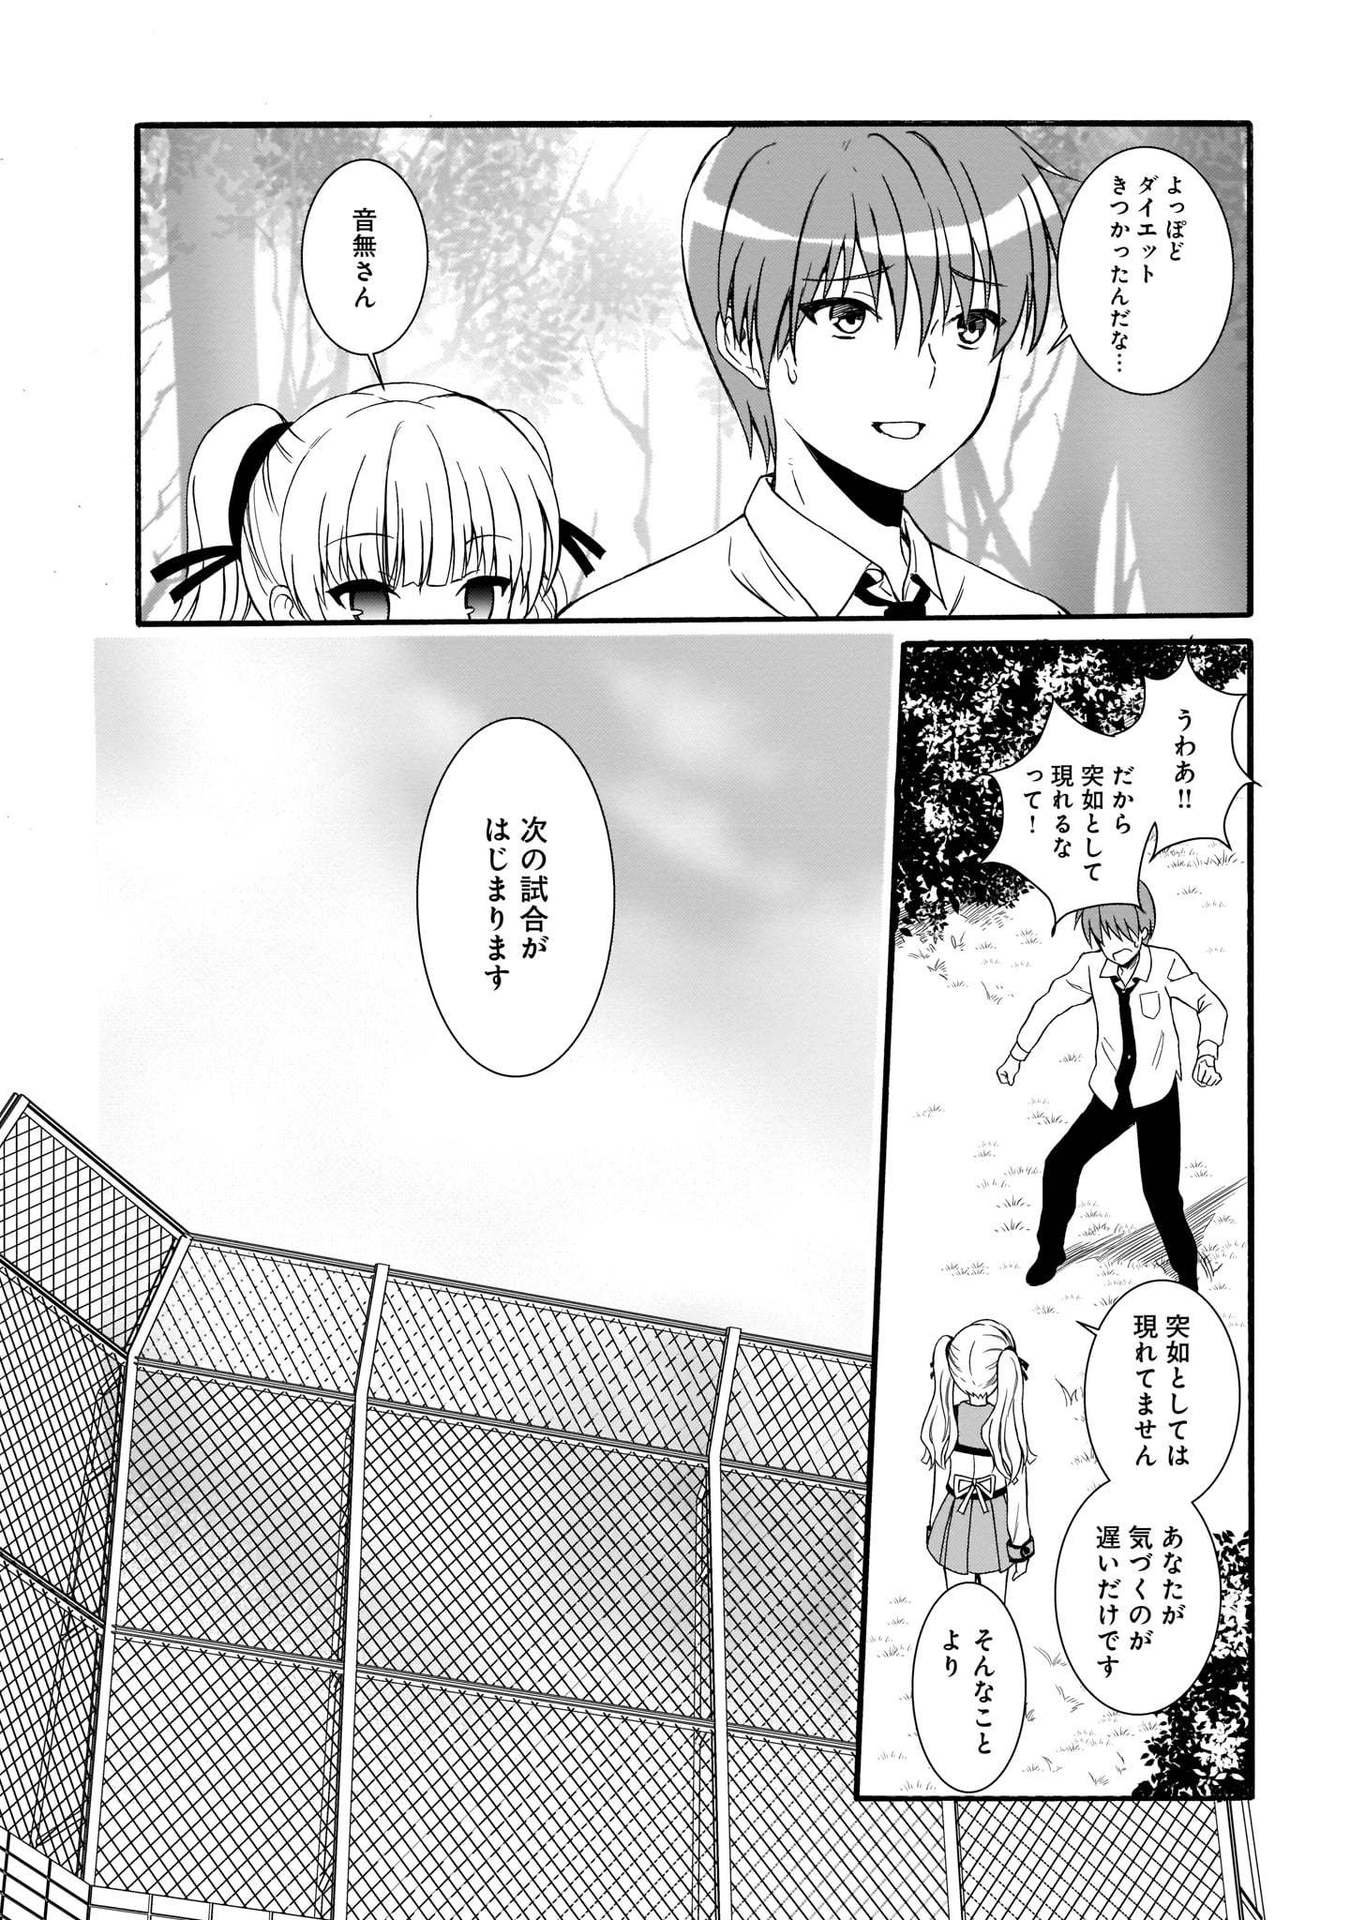 よっぽど
ダイエット
きつかったんだな…
音無さん
うわあ!!
だから
突如として
現れるな
って!
突如としては
現れてません
あなたが
気づくのが
遅いだけです
そんなこと
より
次の試合が
はじまります